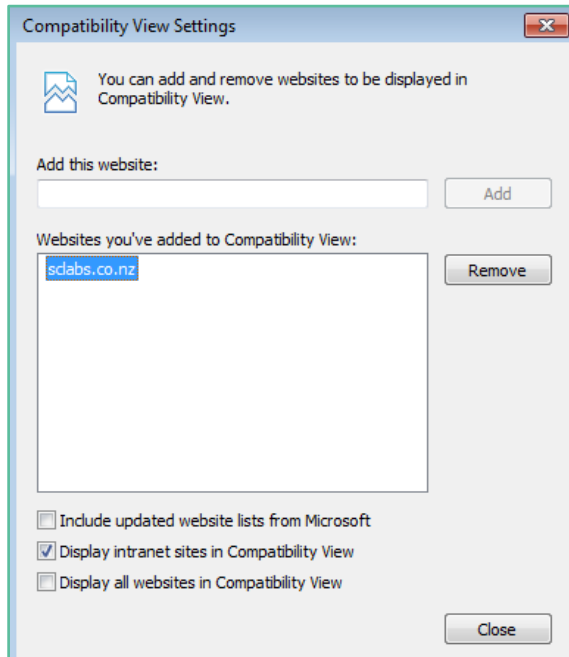 Compatibility View Settings
You can add and remove websites to be displayed in
Compatibility View.
Add this website:
Add
Websites you've added to Compatibility View:
sclabs.co.nz
Remove
Include updated website lists from Microsoft
Display intranet sites in Compatibility View
Display all websites in Compatibility View
Close